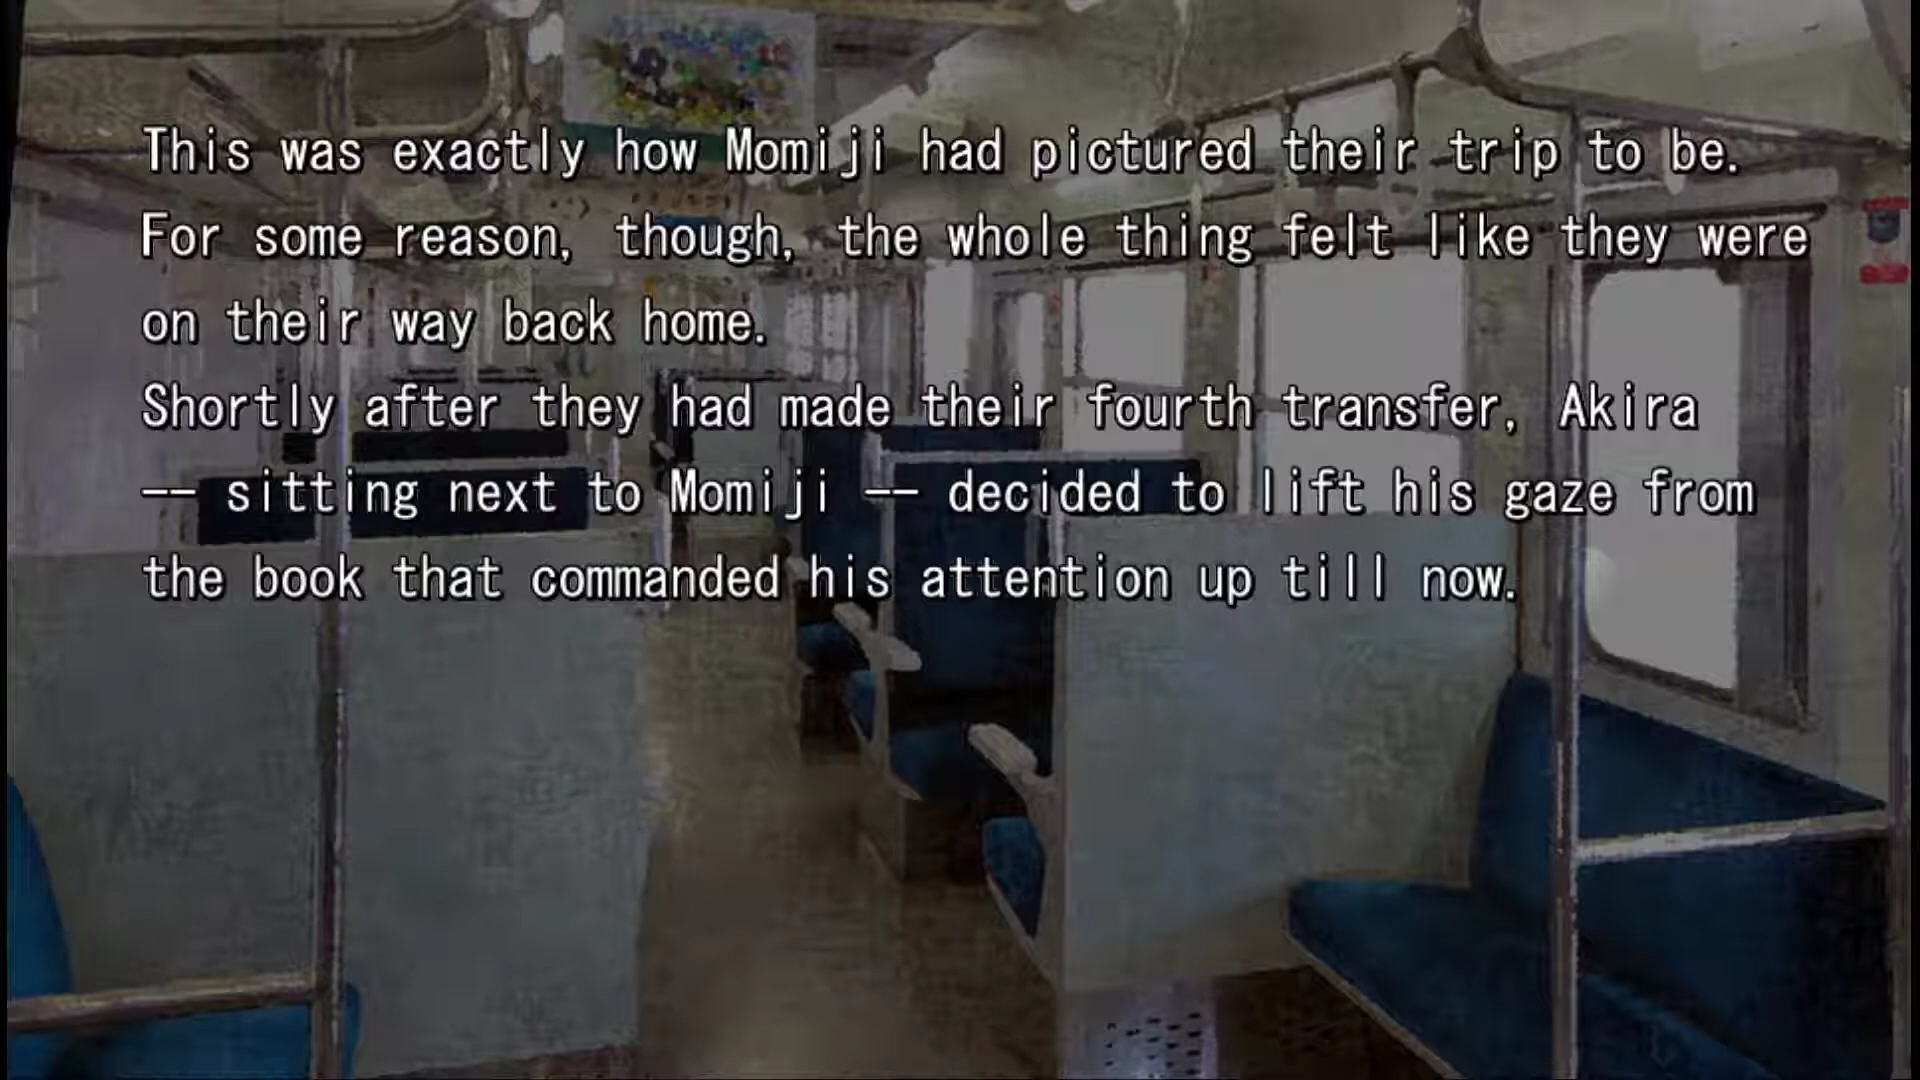 This was exactly how Momiji had pictured their trip to be.
For some reason, though, the whole thing felt like they were
on their way back home.
Shortly after they had made their fourth transfer, Akira
-- sitting next to Momiji -- decided to lift his gaze from
the book that commanded his attention up till now.